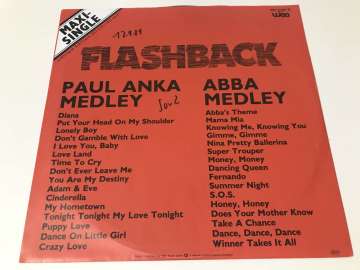 MAXI-
SINGLE
wea
FLASHBACK
PAUL ANKA
MEDLEY
Diana
Put Your Head On My Shoulder
Lonely Boy
Don't Gamble With Love
I Love You, Baby
Love Land
Time To Cry
Don't Ever Leave Me
You Are My Destiny
Adam & Eve
Cinderella
My Hometown
Tonight Tonight My Love Tonight
Puppy Love
Dance On Little Girl
Crazy Love
ABBA
MEDLEY
Abba's Theme
Mama Mia
Knowing Me, Knowing You
Gimme, Gimme
Nina Pretty Ballerina
Super Trouper
Money, Money
Dancing Queen
Fernando
Summer Night
S.O.S.
Honey, Honey
Does Your Mother Know
Take A Chance
Dance, Dance, Dance
Winner Takes It All